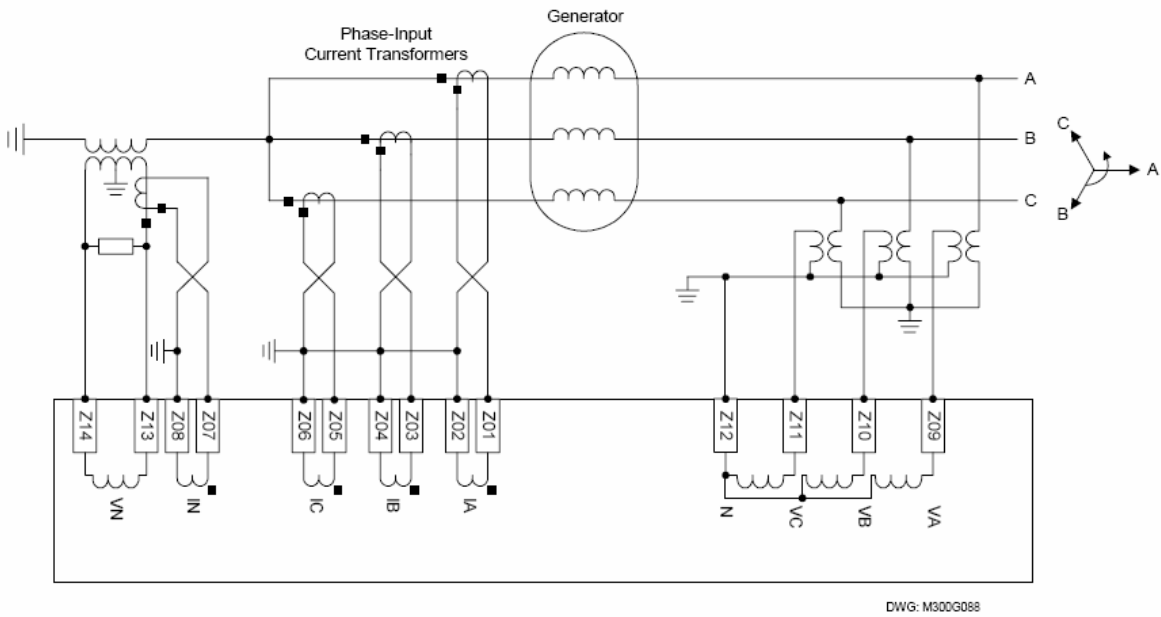 Generator
Phase-Input
Current Transformers
A
B
C
C
A
B
Z14
Z13
Z08
Z07
Z06
Z05
Z04
Z03
Z02
Z01
Z12
Z11
Z10
Z09
VN
IN
IC
IB
IA
N
VC
VB
VA
DWG: M300G088